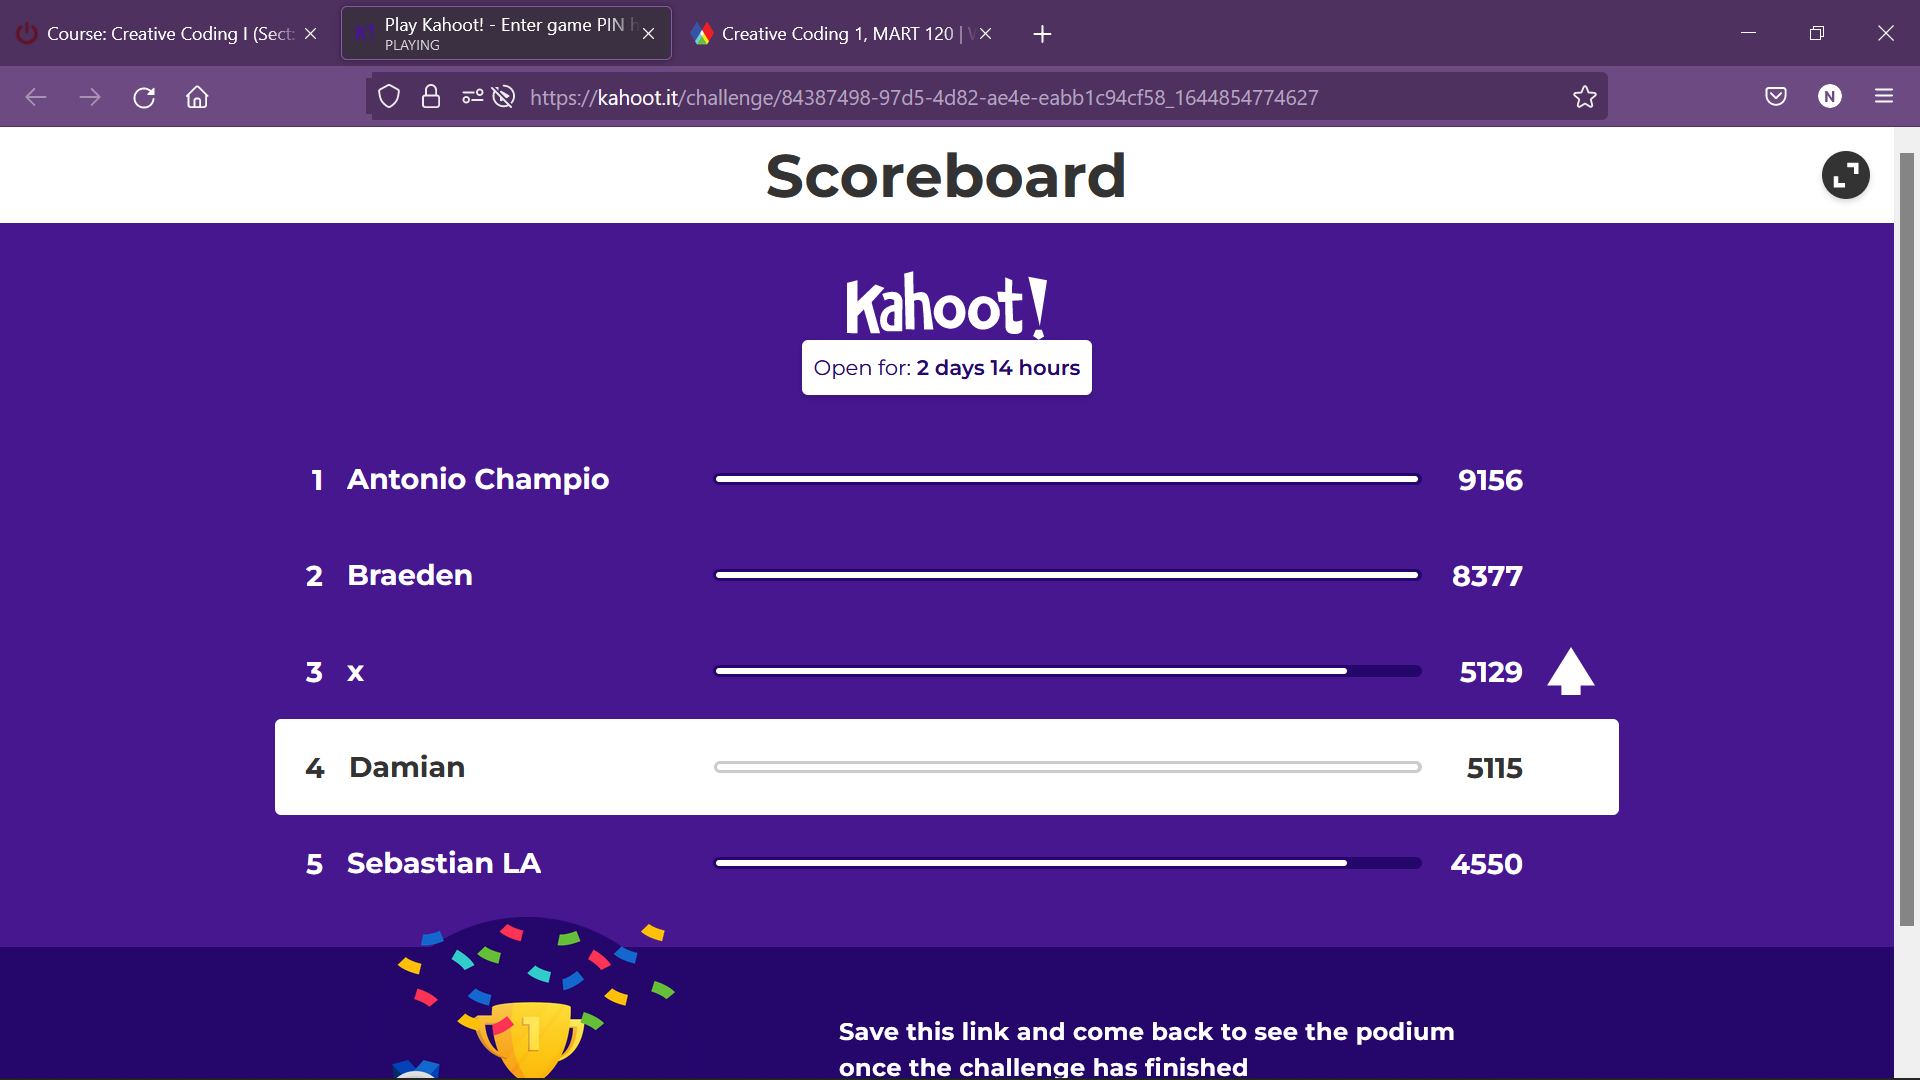 Course: Creative Coding I (Sect:
Play Kahoot! - Enter game PIN h
PLAYING
Creative Coding 1, MART 120 |
https://kahoot.it/challenge/84387498-97d5-4d82-ae4e-eabb1c94cf58_1644854774627
N
Scoreboard
Kahoot!
Open for: 2 days 14 hours
1 Antonio Champio 9156
2 Braeden 8377
3 x 5129
4 Damian 5115
5 Sebastian LA 4550
1
Save this link and come back to see the podium
once the challenge has finished